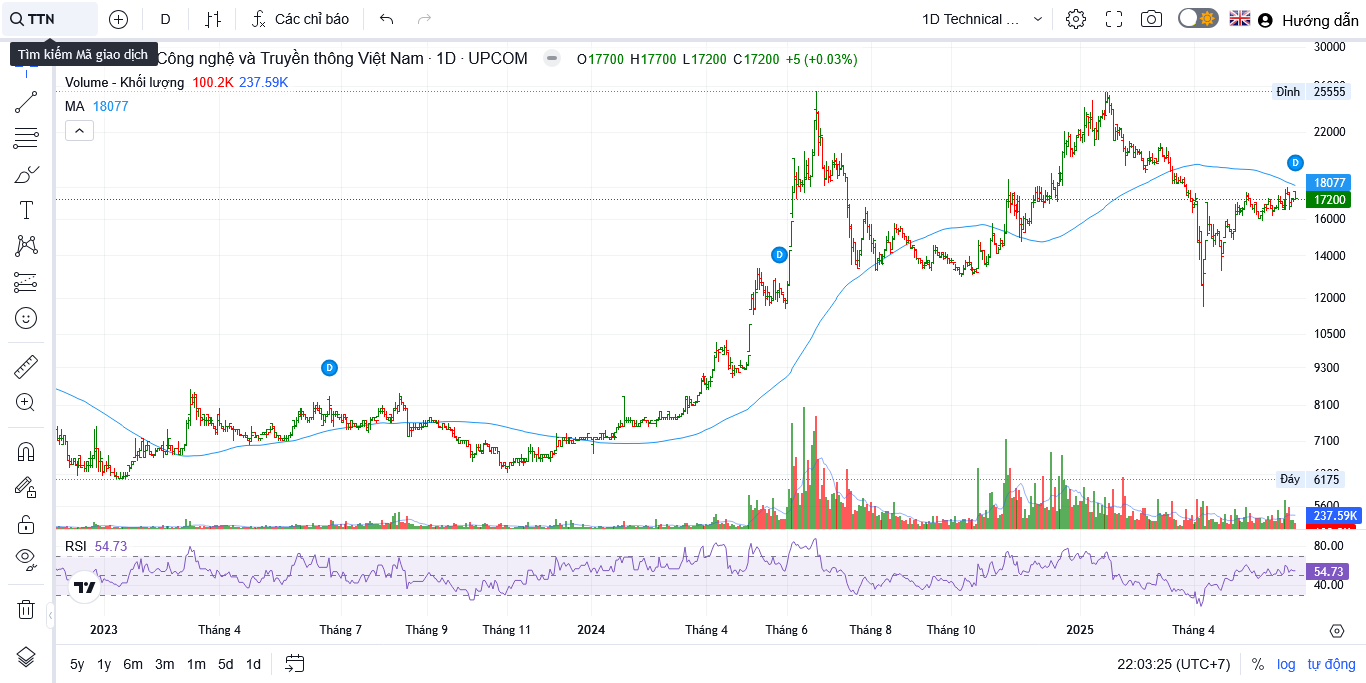 TTN
D
Các chỉ báo
1D Technical ...
Hướng dẫn
Tìm kiếm Mã giao dịch
Công nghệ và Truyền thông Việt Nam · 1D · UPCOM
O17700 H17700 L17200 C17200 +5 (+0.03%)
Volume - Khối lượng 100.2K 237.59K
MA 18077
30000
Đỉnh 25555
22000
D
18077
17200
16000
D
14000
12000
10500
D
9300
8100
7100
Đáy 6175
5600
237.59K
RSI 54.73
80.00
54.73
40.00
2023 Tháng 4 Tháng 7 Tháng 9 Tháng 11 2024 Tháng 4 Tháng 6 Tháng 8 Tháng 10 2025 Tháng 4
5y 1y 6m 3m 1m 5d 1d
22:03:25 (UTC+7) % log tự động